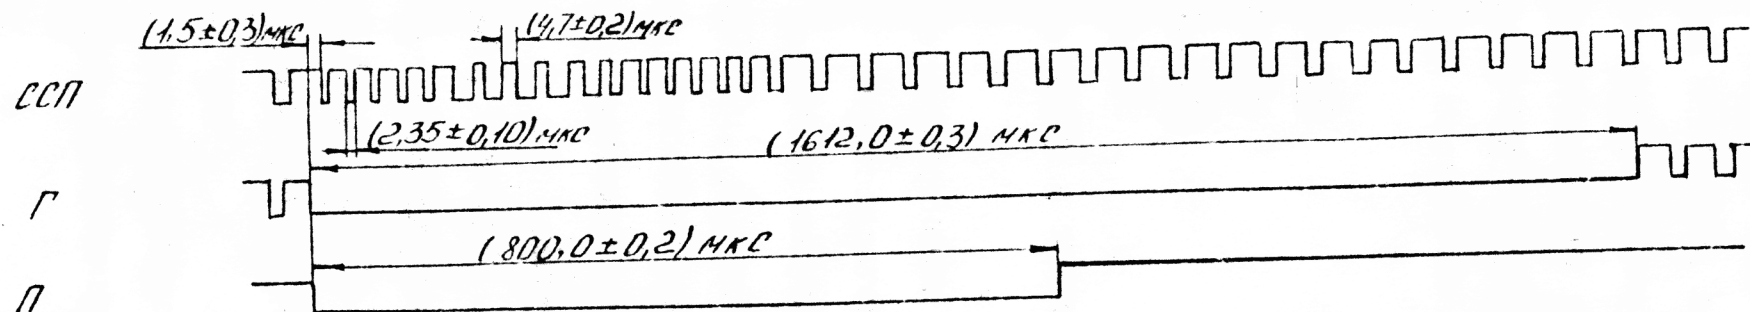 (1,5±0,3)мкс
(4,7±0,2)мкс
ССП
(2,35±0,10)мкс
(1612,0±0,3) мкс
Г
(800,0±0,2) мкс
П